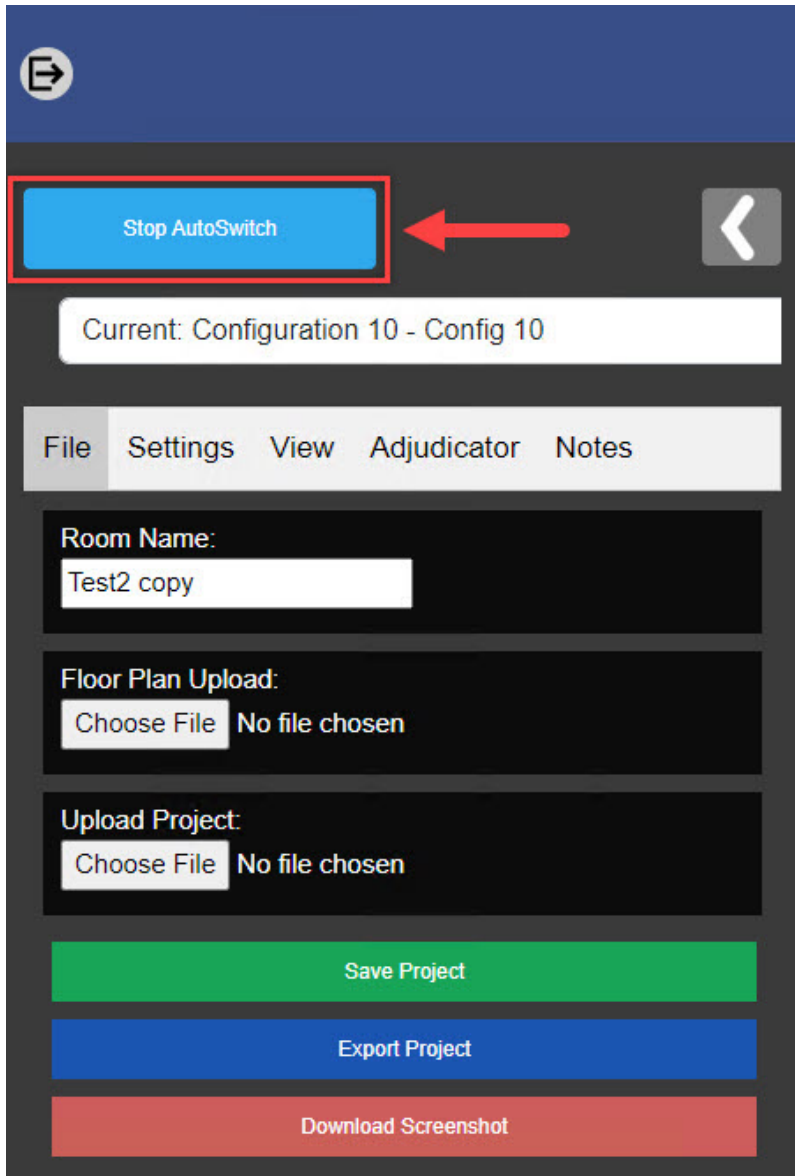 Stop AutoSwitch
Current: Configuration 10 - Config 10
File Settings View Adjudicator Notes
Room Name:
Test2 copy
Floor Plan Upload:
Choose File No file chosen
Upload Project:
Choose File No file chosen
Save Project
Export Project
Download Screenshot